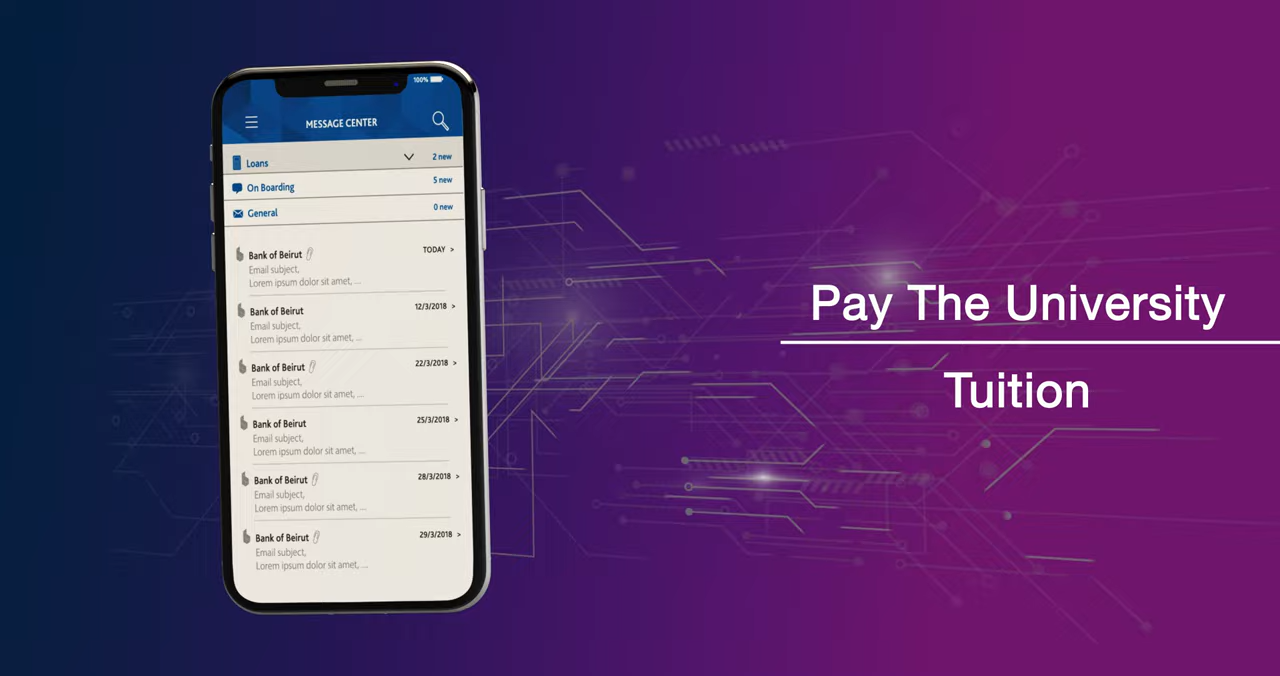 100%
MESSAGE CENTER
Loans 2 new
On Boarding 5 new
General 0 new
Bank of Beirut TODAY >
Email subject,
Lorem ipsum dolor sit amet, ...
Bank of Beirut 12/3/2018 >
Email subject,
Lorem ipsum dolor sit amet, ...
Bank of Beirut 22/3/2018 >
Email subject,
Lorem ipsum dolor sit amet, ...
Bank of Beirut 25/3/2018 >
Email subject,
Lorem ipsum dolor sit amet, ...
Bank of Beirut 28/3/2018 >
Email subject,
Lorem ipsum dolor sit amet, ...
Bank of Beirut 29/3/2018 >
Email subject,
Lorem ipsum dolor sit amet, ...
Pay The University
Tuition